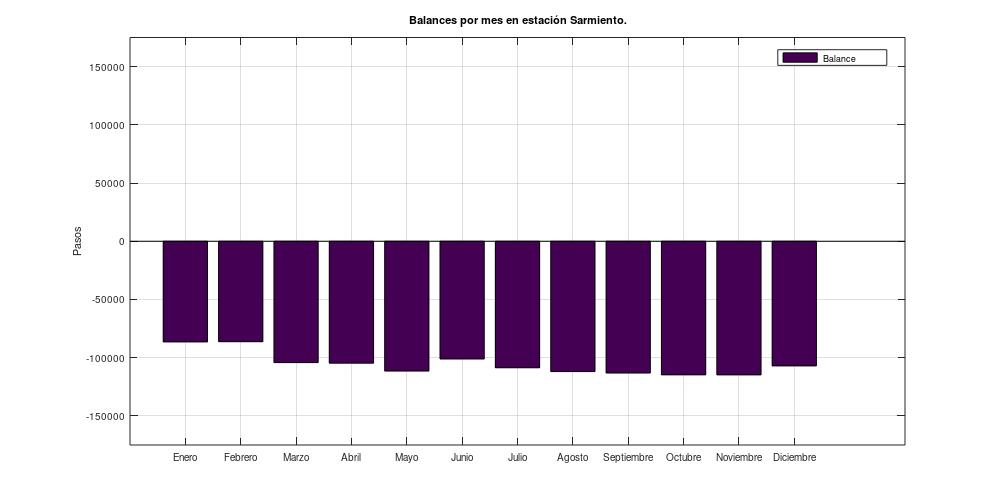 Balances por mes en estación Sarmiento.
Balance
150000
100000
50000
0
-50000
-100000
-150000
Pasos
Enero Febrero Marzo Abril Mayo Junio Julio Agosto Septiembre Octubre Noviembre Diciembre